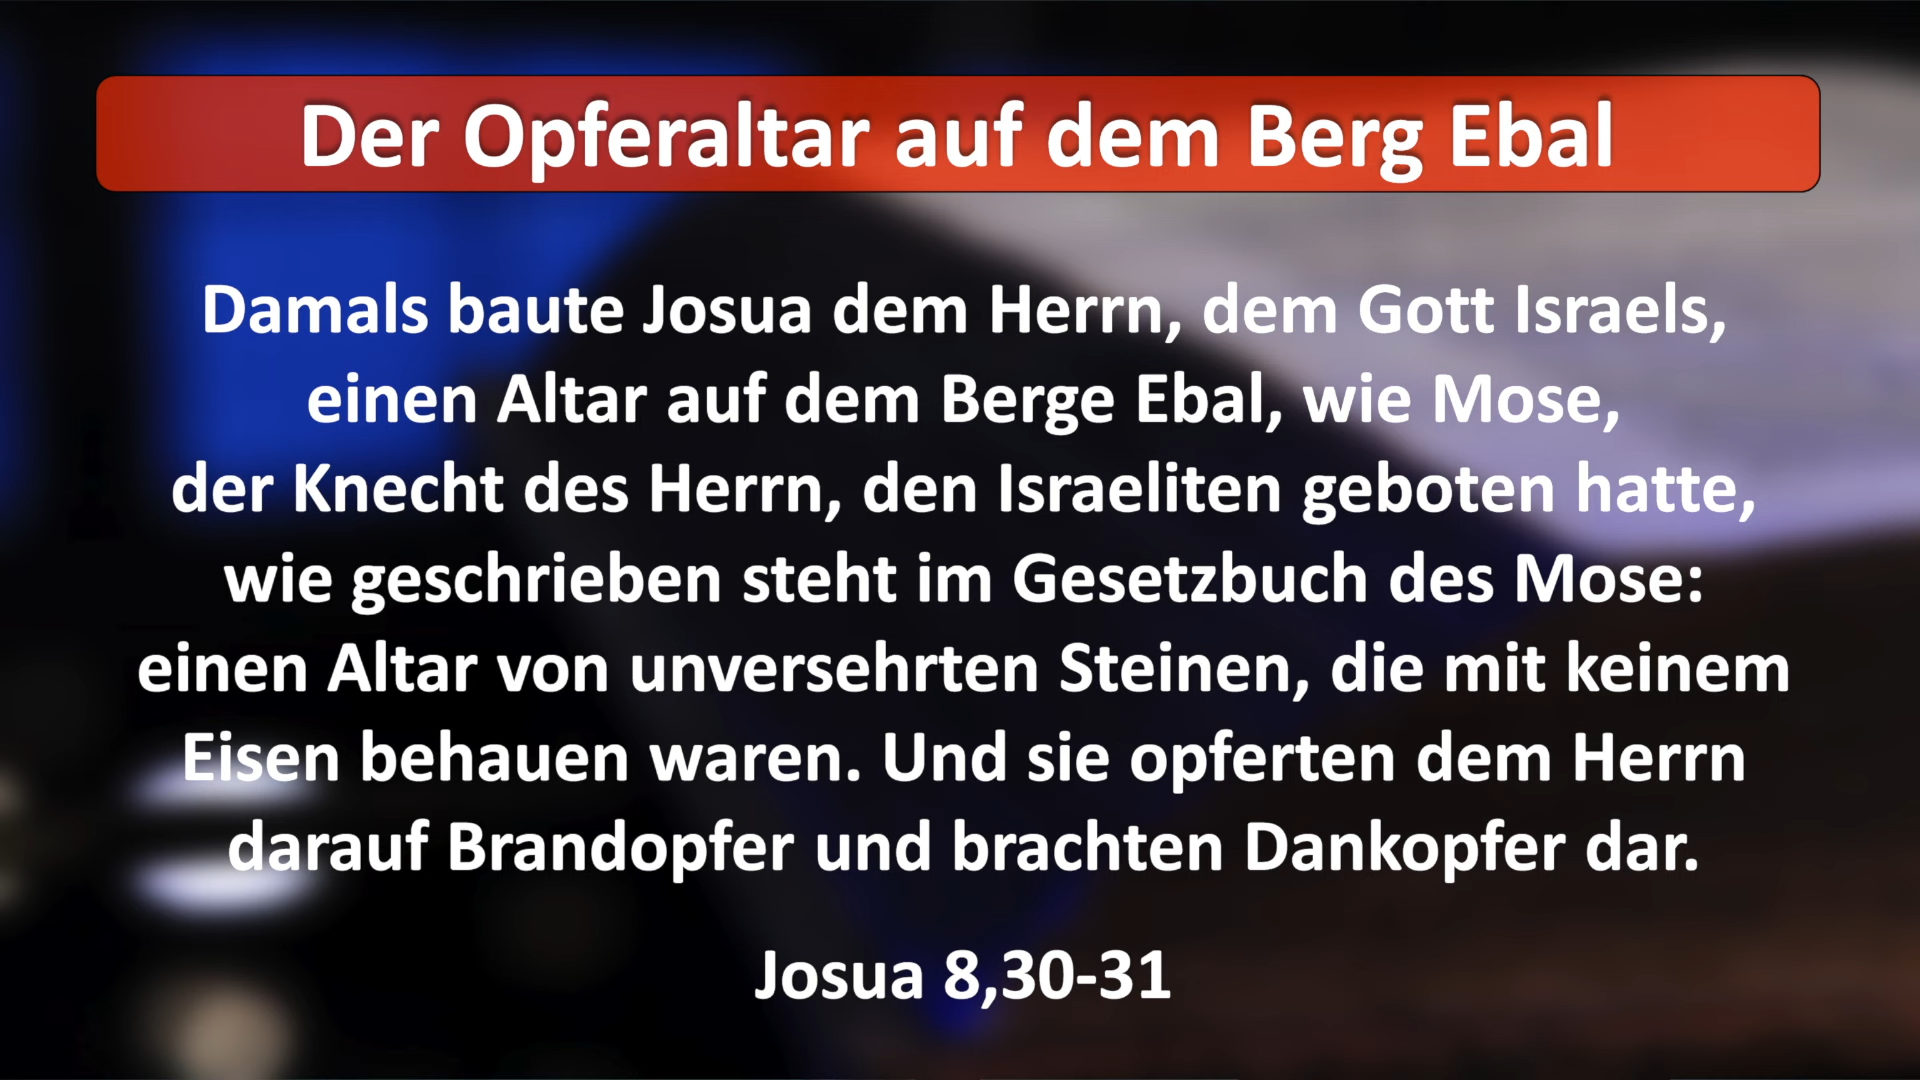 Der Opferaltar auf dem Berg Ebal
Damals baute Josua dem Herrn, dem Gott Israels,
einen Altar auf dem Berge Ebal, wie Mose,
der Knecht des Herrn, den Israeliten geboten hatte,
wie geschrieben steht im Gesetzbuch des Mose:
einen Altar von unversehrten Steinen, die mit keinem
Eisen behauen waren. Und sie opferten dem Herrn
darauf Brandopfer und brachten Dankopfer dar.
Josua 8,30-31